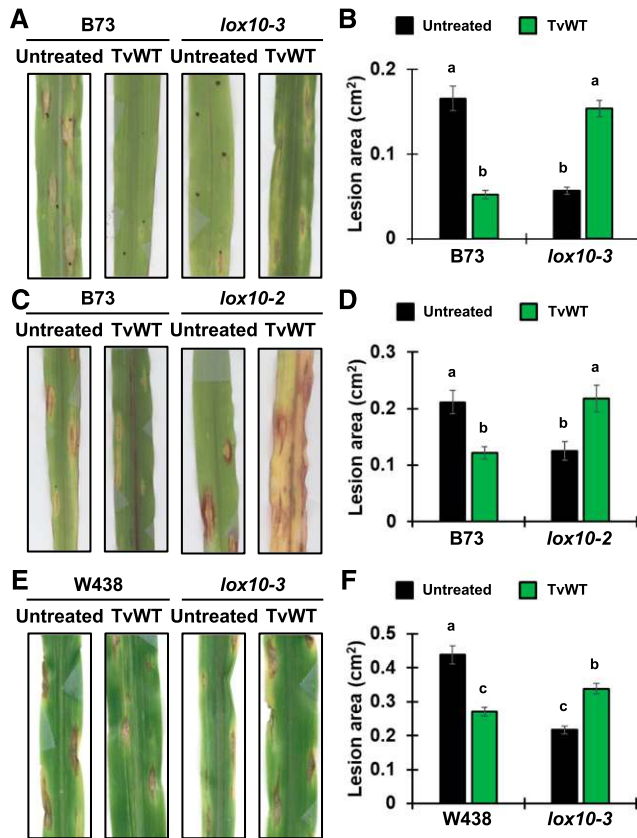 A
B73
lox10-3
Untreated TvWT Untreated TvWT
B
Untreated TvWT
Lesion area (cm²)
0.2
0.1
0
a
b
b
a
B73
lox10-3
C
B73
lox10-2
Untreated TvWT Untreated TvWT
D
Untreated TvWT
Lesion area (cm²)
0.3
0.2
0.1
0
a
b
b
a
B73
lox10-2
E
W438
lox10-3
Untreated TvWT Untreated TvWT
F
Untreated TvWT
Lesion area (cm²)
0.5
0.4
0.3
0.2
0.1
0
a
c
c
b
W438
lox10-3